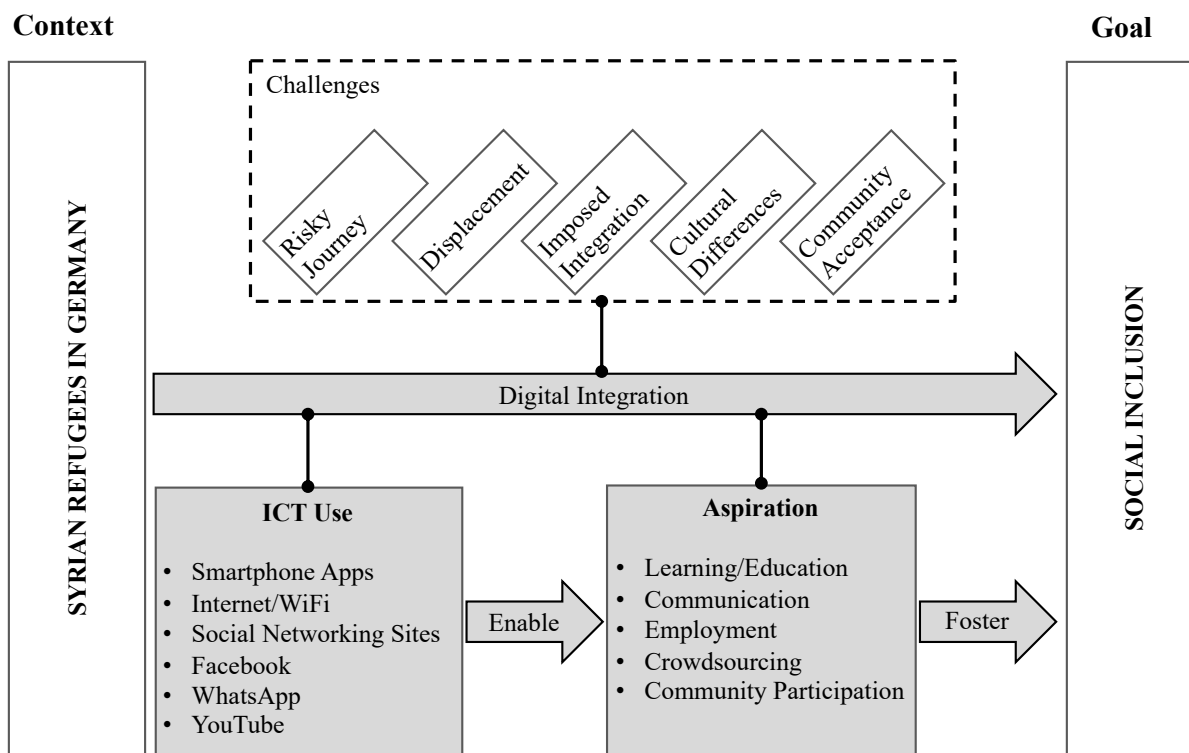 Context
Goal
SYRIAN REFUGEES IN GERMANY
Challenges
Risky
Journey
Displacement
Imposed
Integration
Cultural
Differences
Community
Acceptance
Digital Integration
ICT Use
• Smartphone Apps
• Internet/WiFi
• Social Networking Sites
• Facebook
• WhatsApp
• YouTube
Enable
Aspiration
• Learning/Education
• Communication
• Employment
• Crowdsourcing
• Community Participation
Foster
SOCIAL INCLUSION